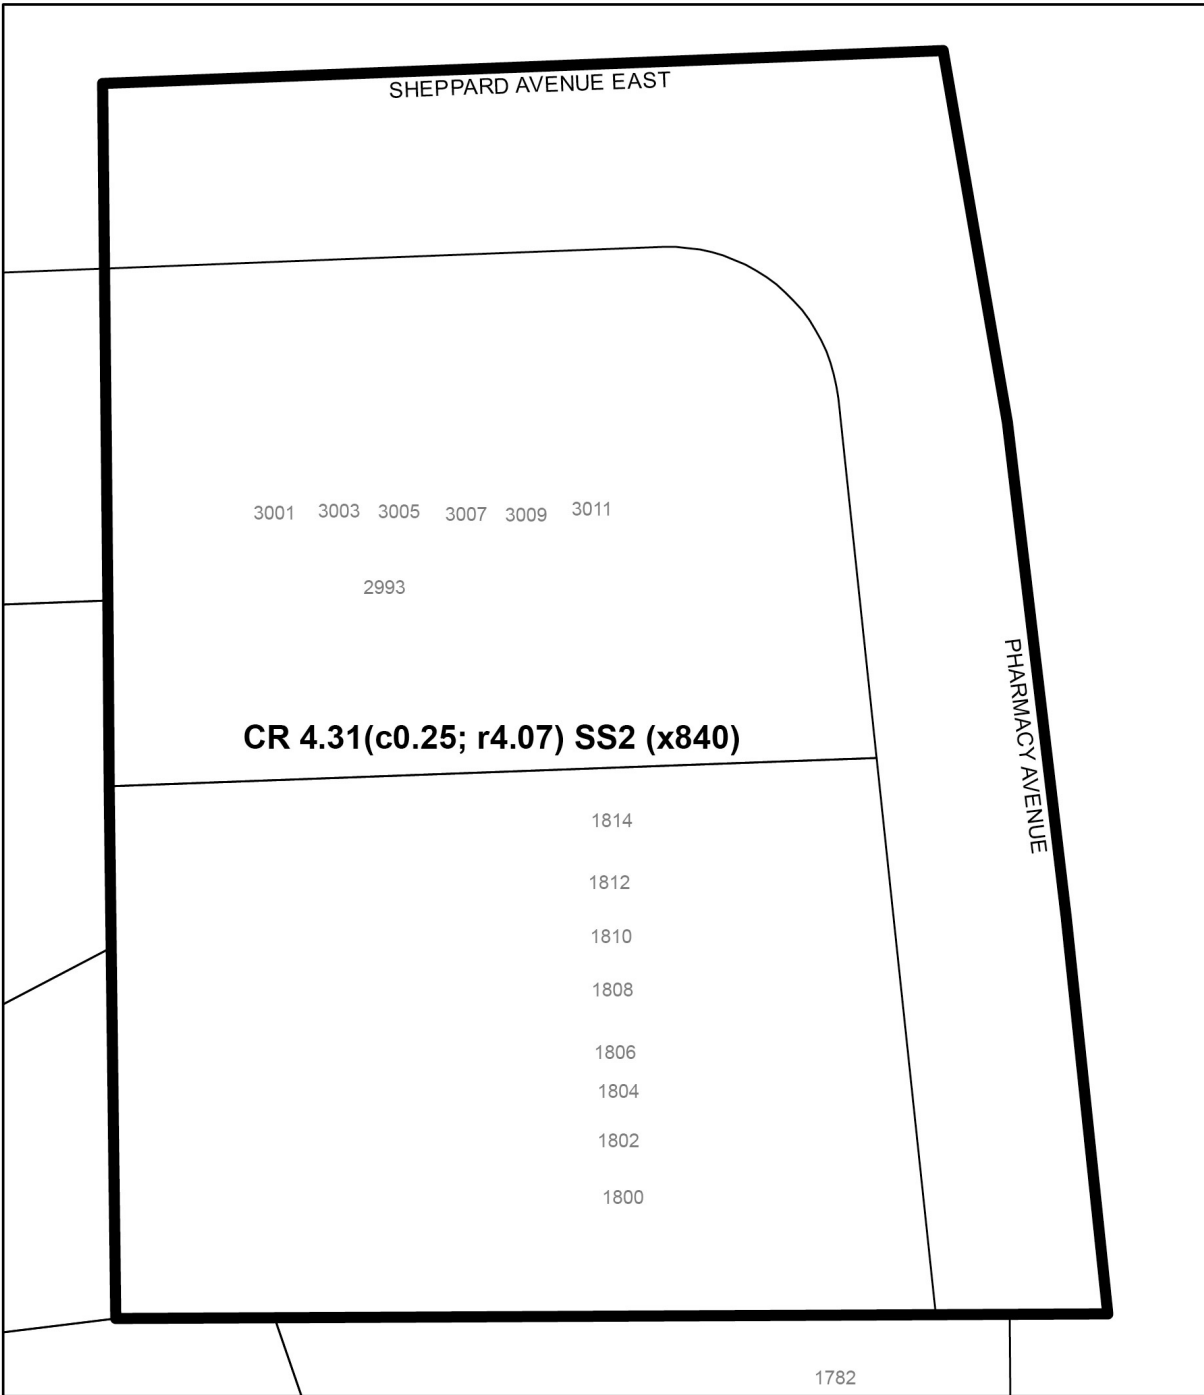 SHEPPARD AVENUE EAST
3001 3003 3005 3007 3009 3011
2993
PHARMACY AVENUE
CR 4.31(c0.25; r4.07) SS2 (x840)
1814
1812
1810
1808
1806
1804
1802
1800
1782